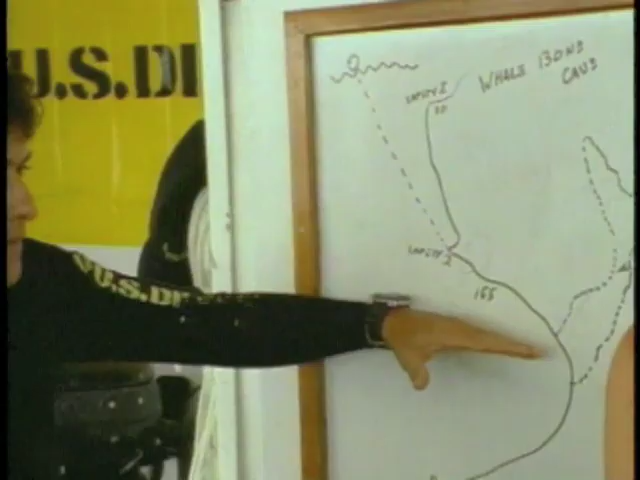 U.S.DI
U.S.DI
WHALE BONE
CAVE
SAFETY 1
SAFETY 2
155